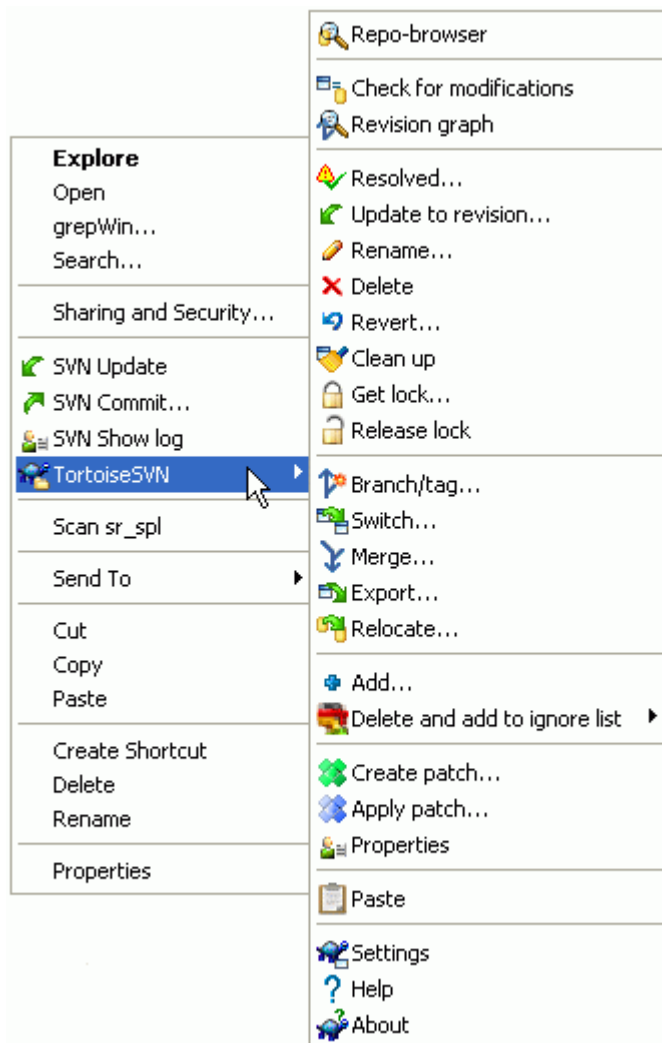 Explore
Open
grepWin...
Search...
Sharing and Security...
SVN Update
SVN Commit...
SVN Show log
TortoiseSVN
Scan sr_spl
Send To
Cut
Copy
Paste
Create Shortcut
Delete
Rename
Properties
Repo-browser
Check for modifications
Revision graph
Resolved...
Update to revision...
Rename...
Delete
Revert...
Clean up
Get lock...
Release lock
Branch/tag...
Switch...
Merge...
Export...
Relocate...
Add...
Delete and add to ignore list
Create patch...
Apply patch...
Properties
Paste
Settings
Help
About